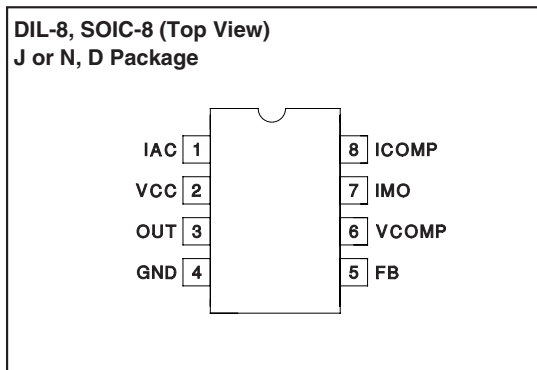 DIL-8, SOIC-8 (Top View)
J or N, D Package
IAC 1 8 ICOMP
VCC 2 7 IMO
OUT 3 6 VCOMP
GND 4 5 FB